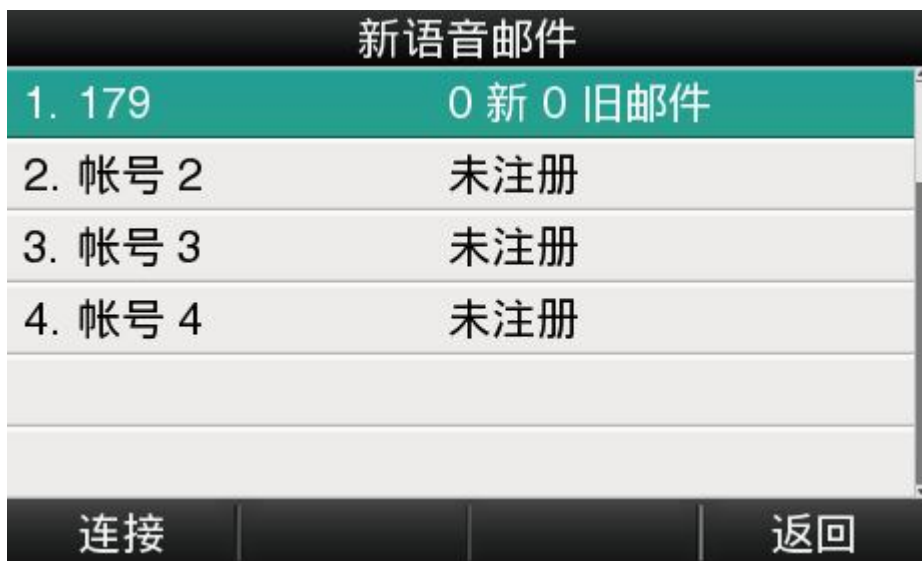 新语音邮件
1. 179 0 新 0 旧邮件
2. 帐号 2 未注册
3. 帐号 3 未注册
4. 帐号 4 未注册
连接 返回